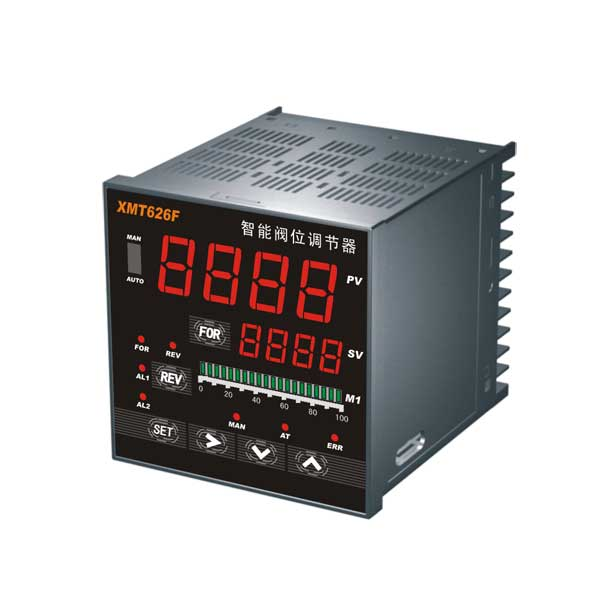 XMT626F
智能阀位调节器
MAN
AUTO
8888 PV
FOR
8888 SV
FOR REV
AL1 REV
M1
0 20 40 60 80 100
AL2
SET
MAN AT ERR